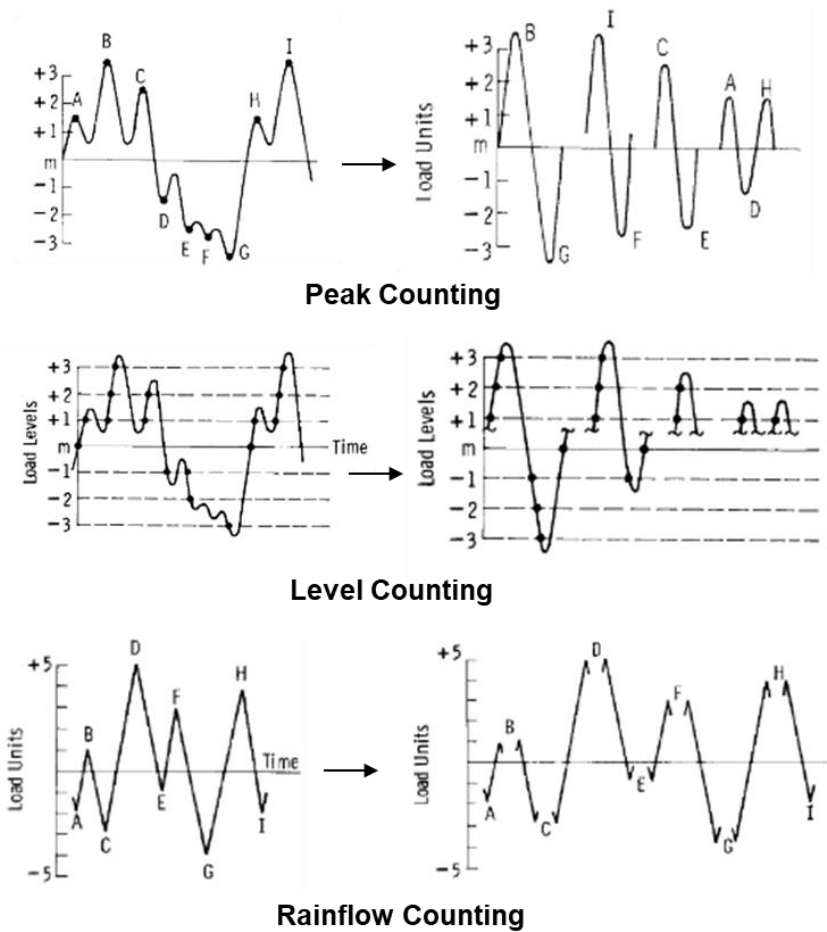 B I
+3 C
+2 A H
+1
m
-1
-2 D
-3 E F G
B I
+3 C
+2 A H
+1
m
-1
-2 D
-3 G F E
Load Units
Peak Counting
+3
+2
+1
m Time
-1
-2
-3
Load Levels
+3
+2
+1
m
-1
-2
-3
Load Levels
Level Counting
D
+5 H
F
B
Time
A E I
C
-5 G
Load Units
+5 D
H
F
B
E
A I
C G
-5
Load Units
Rainflow Counting